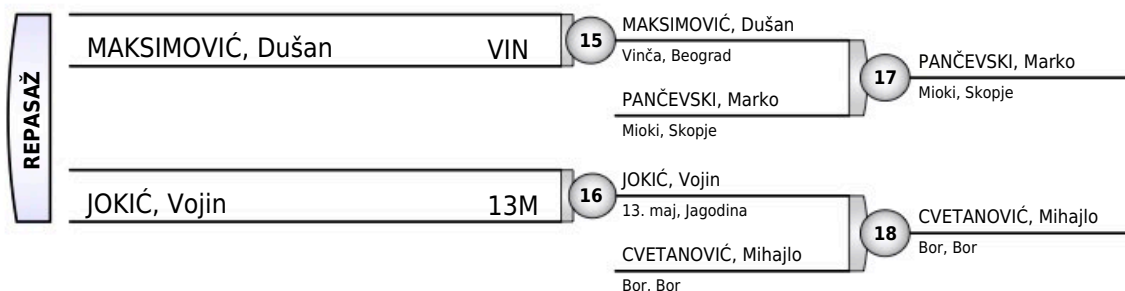 REPASAŽ
MAKSIMOVIĆ, Dušan VIN
15
MAKSIMOVIĆ, Dušan
Vinča, Beograd
PANČEVSKI, Marko
Mioki, Skopje
17
PANČEVSKI, Marko
Mioki, Skopje
JOKIĆ, Vojin 13M
16
JOKIĆ, Vojin
13. maj, Jagodina
CVETANOVIĆ, Mihajlo
Bor, Bor
18
CVETANOVIĆ, Mihajlo
Bor, Bor